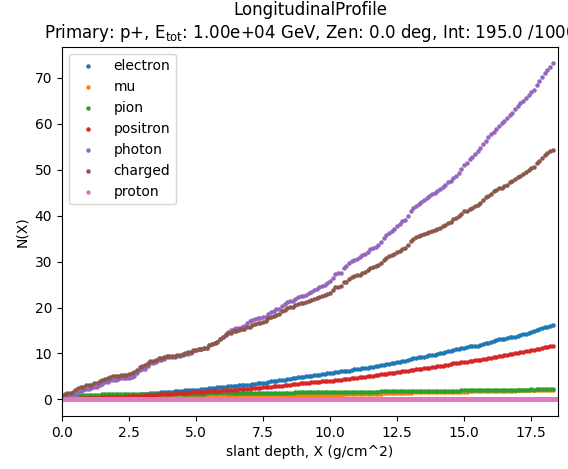 LongitudinalProfile
Primary: p+, E_tot: 1.00e+04 GeV, Zen: 0.0 deg, Int: 195.0 /100
electron
mu
pion
positron
photon
charged
proton
N(X)
70
60
50
40
30
20
10
0
0.0 2.5 5.0 7.5 10.0 12.5 15.0 17.5
slant depth, X (g/cm^2)